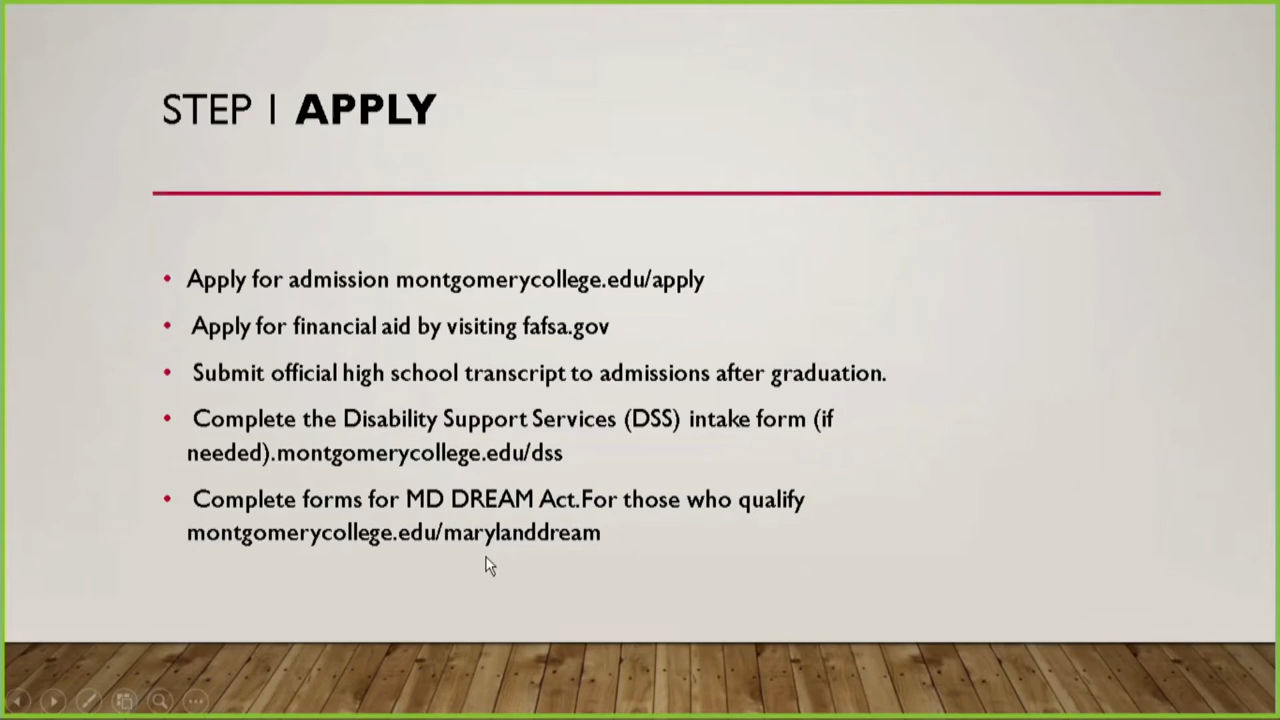 STEP 1 APPLY
• Apply for admission montgomerycollege.edu/apply
• Apply for financial aid by visiting fafsa.gov
• Submit official high school transcript to admissions after graduation.
• Complete the Disability Support Services (DSS) intake form (if
needed).montgomerycollege.edu/dss
• Complete forms for MD DREAM Act.For those who qualify
montgomerycollege.edu/marylanddream